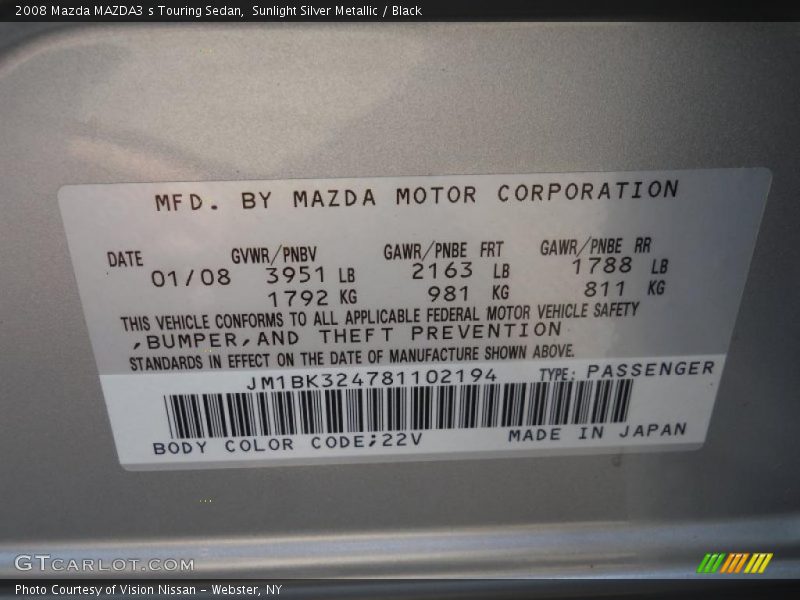 2008 Mazda MAZDA3 s Touring Sedan,  Sunlight Silver Metallic / Black
MFD. BY MAZDA MOTOR CORPORATION
DATE GVWR/PNBV GAWR/PNBE FRT GAWR/PNBE RR
01/08 3951 LB 2163 LB 1788 LB
1792 KG 981 KG 811 KG
THIS VEHICLE CONFORMS TO ALL APPLICABLE FEDERAL MOTOR VEHICLE SAFETY
,BUMPER,AND THEFT PREVENTION
STANDARDS IN EFFECT ON THE DATE OF MANUFACTURE SHOWN ABOVE.
JM1BK324781102194 TYPE: PASSENGER
BODY COLOR CODE;22V MADE IN JAPAN
GTCARLOT.COM
Photo Courtesy of Vision Nissan - Webster, NY